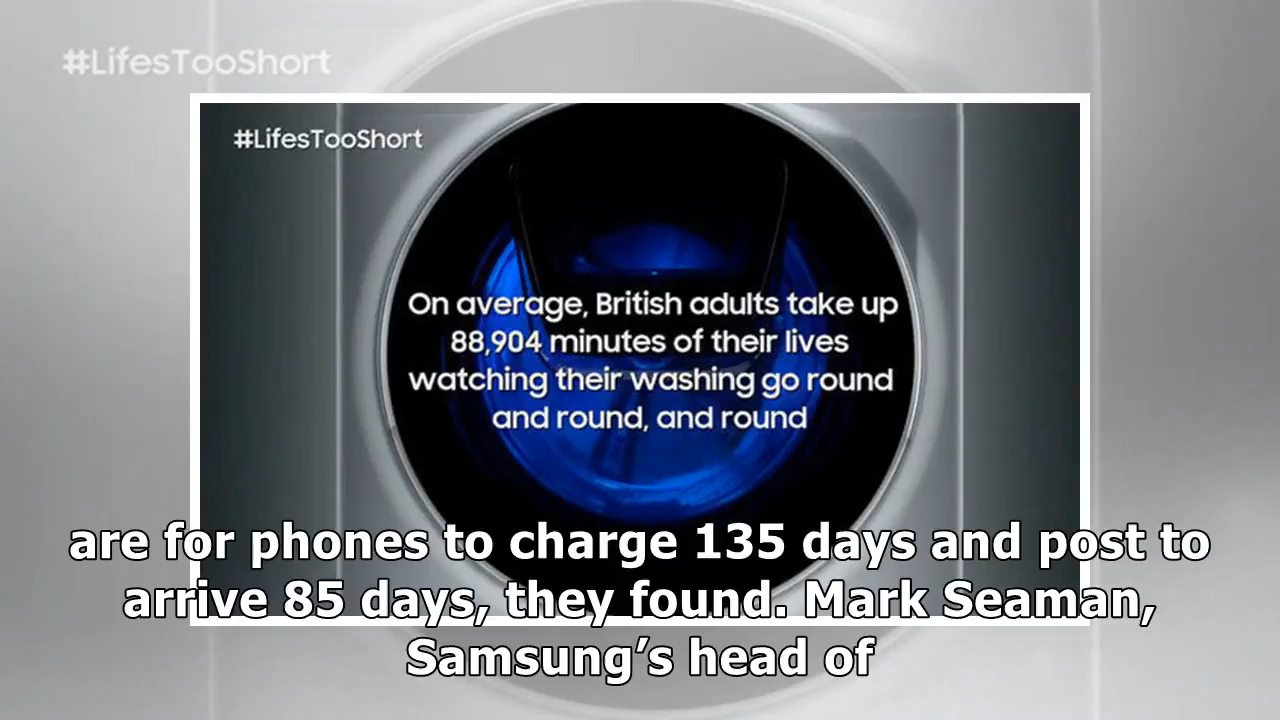 #LifesTooShort
#LifesTooShort
On average, British adults take up
88,904 minutes of their lives
watching their washing go round
and round, and round
are for phones to charge 135 days and post to
arrive 85 days, they found. Mark Seaman,
Samsung’s head of